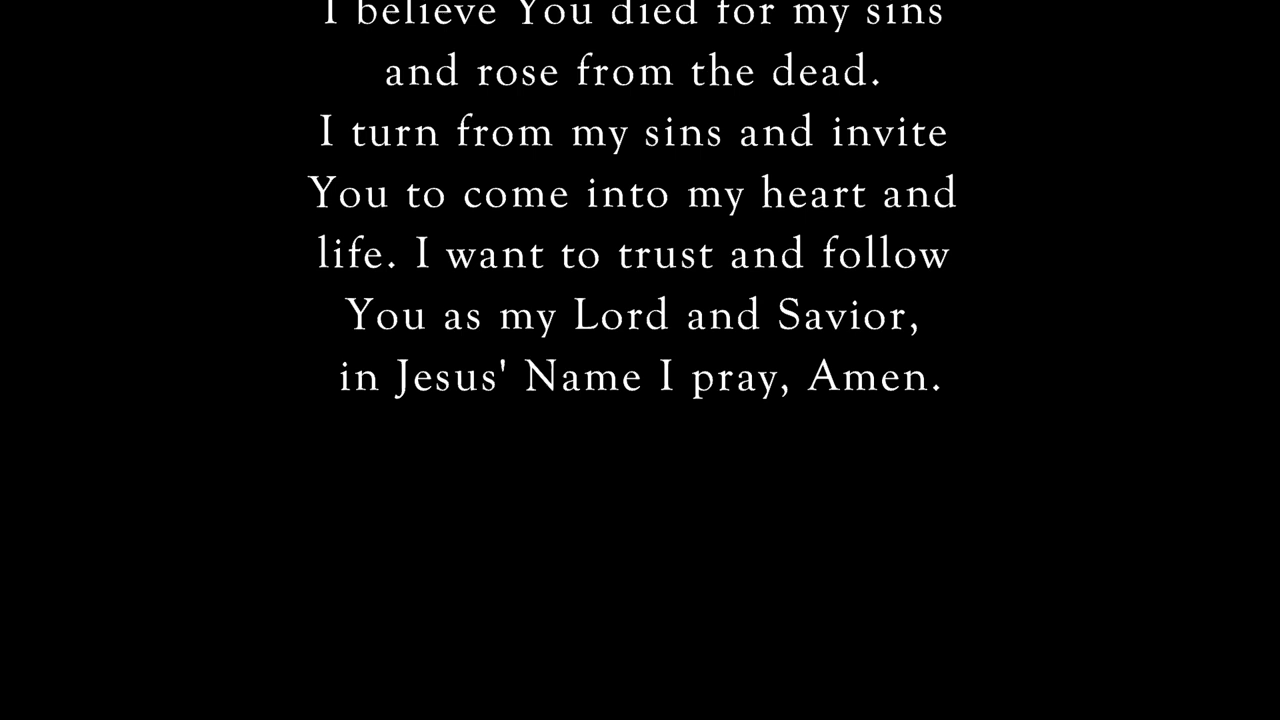 I believe You died for my sins
and rose from the dead.
I turn from my sins and invite
You to come into my heart and
life. I want to trust and follow
You as my Lord and Savior,
in Jesus' Name I pray, Amen.